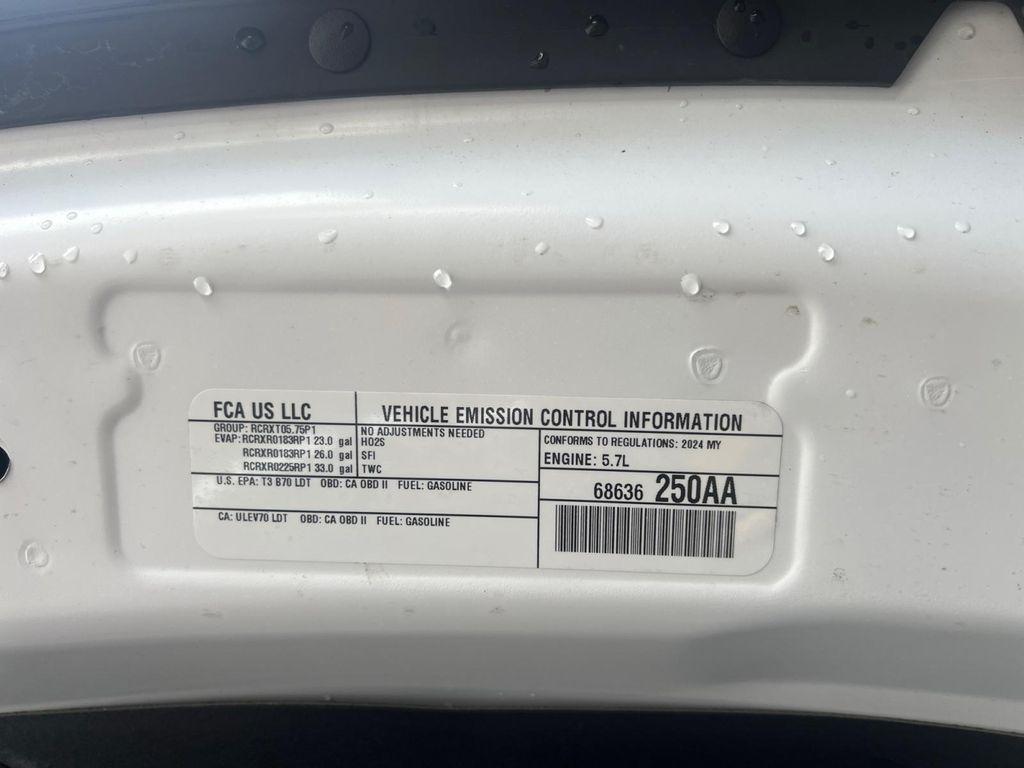 FCA US LLC
VEHICLE EMISSION CONTROL INFORMATION
GROUP: RCRXT05.75P1
EVAP: RCRXR0183RP1 23.0 gal
RCRXR0183RP1 26.0 gal
RCRXR0225RP1 33.0 gal
NO ADJUSTMENTS NEEDED
HO2S
SFI
TWC
U.S. EPA: T3 B70 LDT OBD: CA OBD II FUEL: GASOLINE
CA: ULEV70 LDT OBD: CA OBD II FUEL: GASOLINE
CONFORMS TO REGULATIONS: 2024 MY
ENGINE: 5.7L
68636 250AA